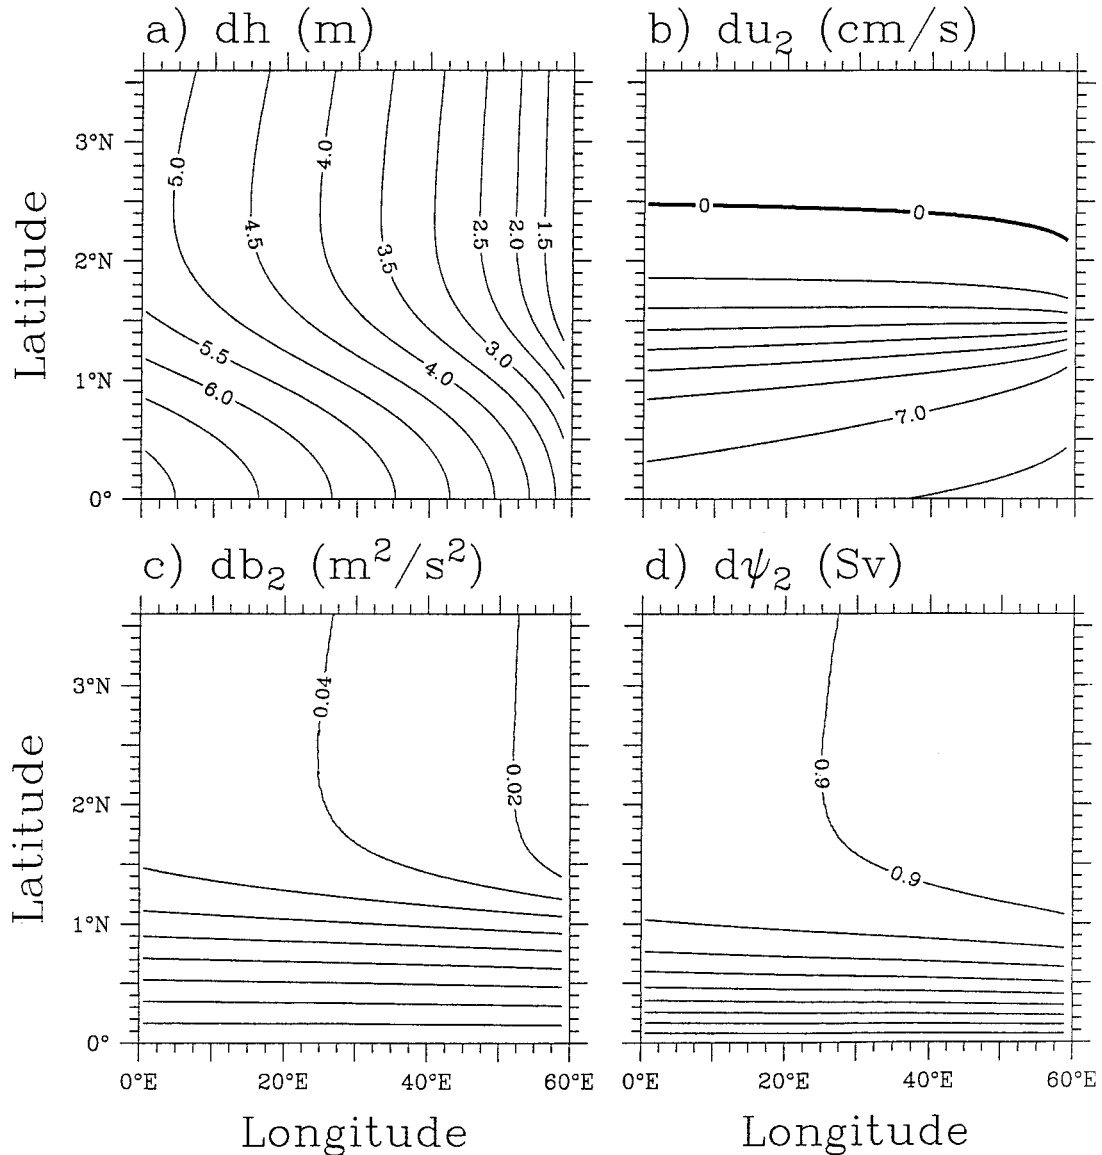 a) dh (m)
b) du₂ (cm/s)
Latitude
3°N
2°N
1°N
0°
5.0
4.5
4.0
3.5
2.5
2.0
1.5
5.5
6.0
4.0
3.0
0
0
7.0
c) db₂ (m²/s²)
d) dψ₂ (Sv)
Latitude
3°N
2°N
1°N
0°
0.04
0.02
0.9
0.9
0°E
20°E
40°E
60°E
0°E
20°E
40°E
60°E
Longitude
Longitude